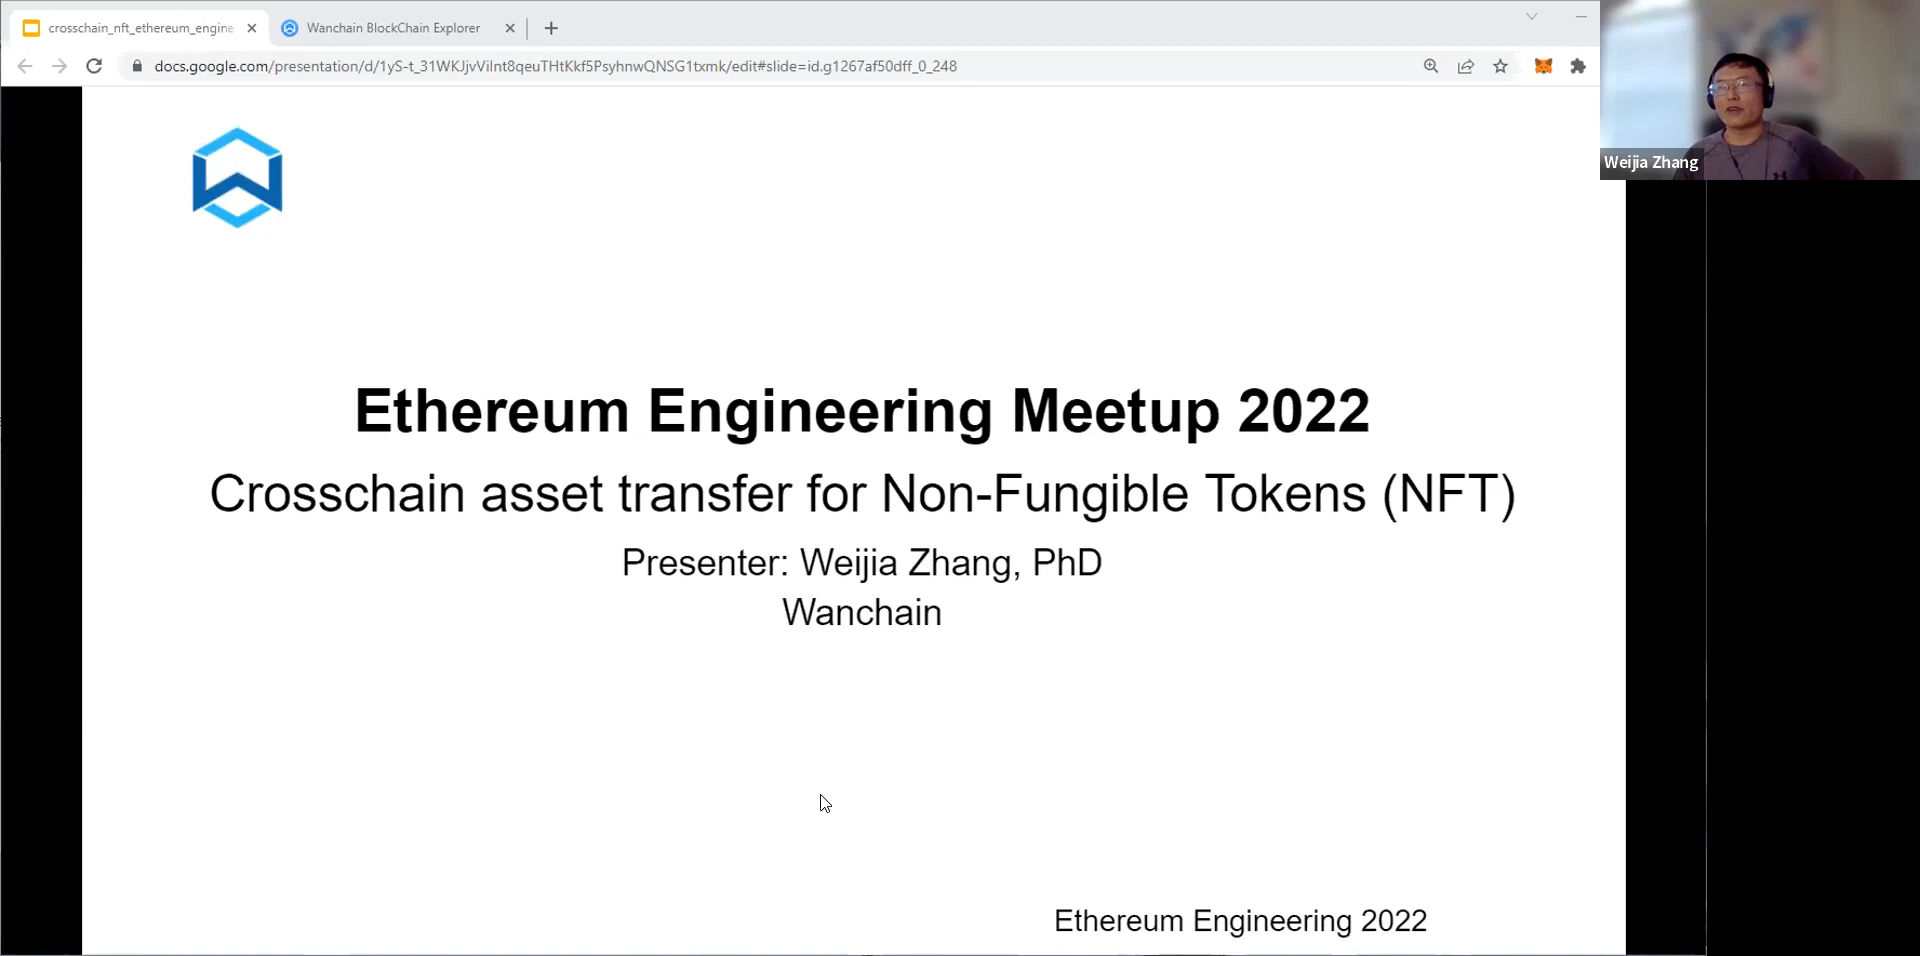 crosschain_nft_ethereum_engine
Wanchain BlockChain Explorer
docs.google.com/presentation/d/1yS-t_31WKJjvViInt8qeuTHtKkf5PsyhnwQNSG1txmk/edit#slide=id.g1267af50dff_0_248
Weijia Zhang
Ethereum Engineering Meetup 2022
Crosschain asset transfer for Non-Fungible Tokens (NFT)
Presenter: Weijia Zhang, PhD
Wanchain
Ethereum Engineering 2022